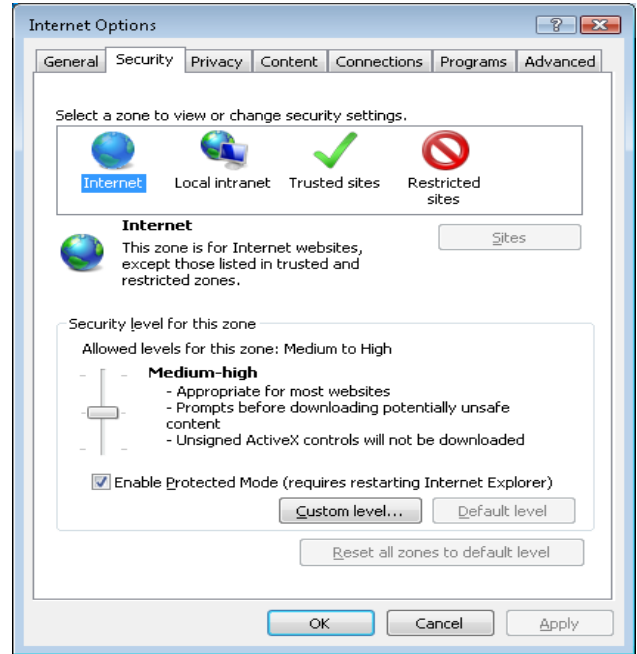 Internet Options
General Security Privacy Content Connections Programs Advanced
Select a zone to view or change security settings.
Internet Local intranet Trusted sites Restricted
sites
Internet
Sites
This zone is for Internet websites,
except those listed in trusted and
restricted zones.
Security level for this zone
Allowed levels for this zone: Medium to High
Medium-high
- Appropriate for most websites
- Prompts before downloading potentially unsafe
content
- Unsigned ActiveX controls will not be downloaded
Enable Protected Mode (requires restarting Internet Explorer)
Custom level... Default level
Reset all zones to default level
OK Cancel Apply